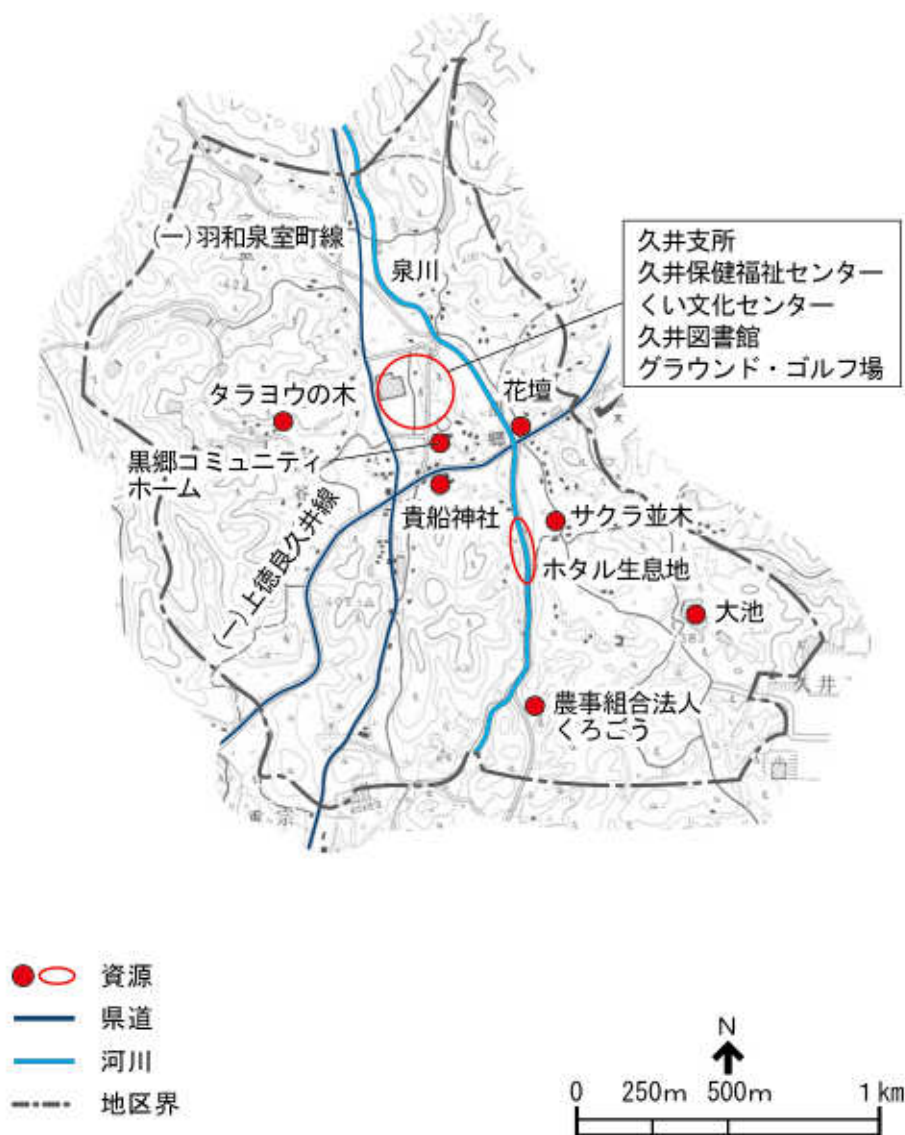 (一)羽和泉室町線
泉川
久井支所
久井保健福祉センター
くい文化センター
久井図書館
グラウンド・ゴルフ場
タラヨウの木
花壇
黒郷コミュニティ
ホーム
(一)上徳良久井線
貴船神社
サクラ並木
ホタル生息地
大池
久井
農事組合法人
くろごう
宗
資源
県道
河川
地区界
N
0 250m 500m 1km